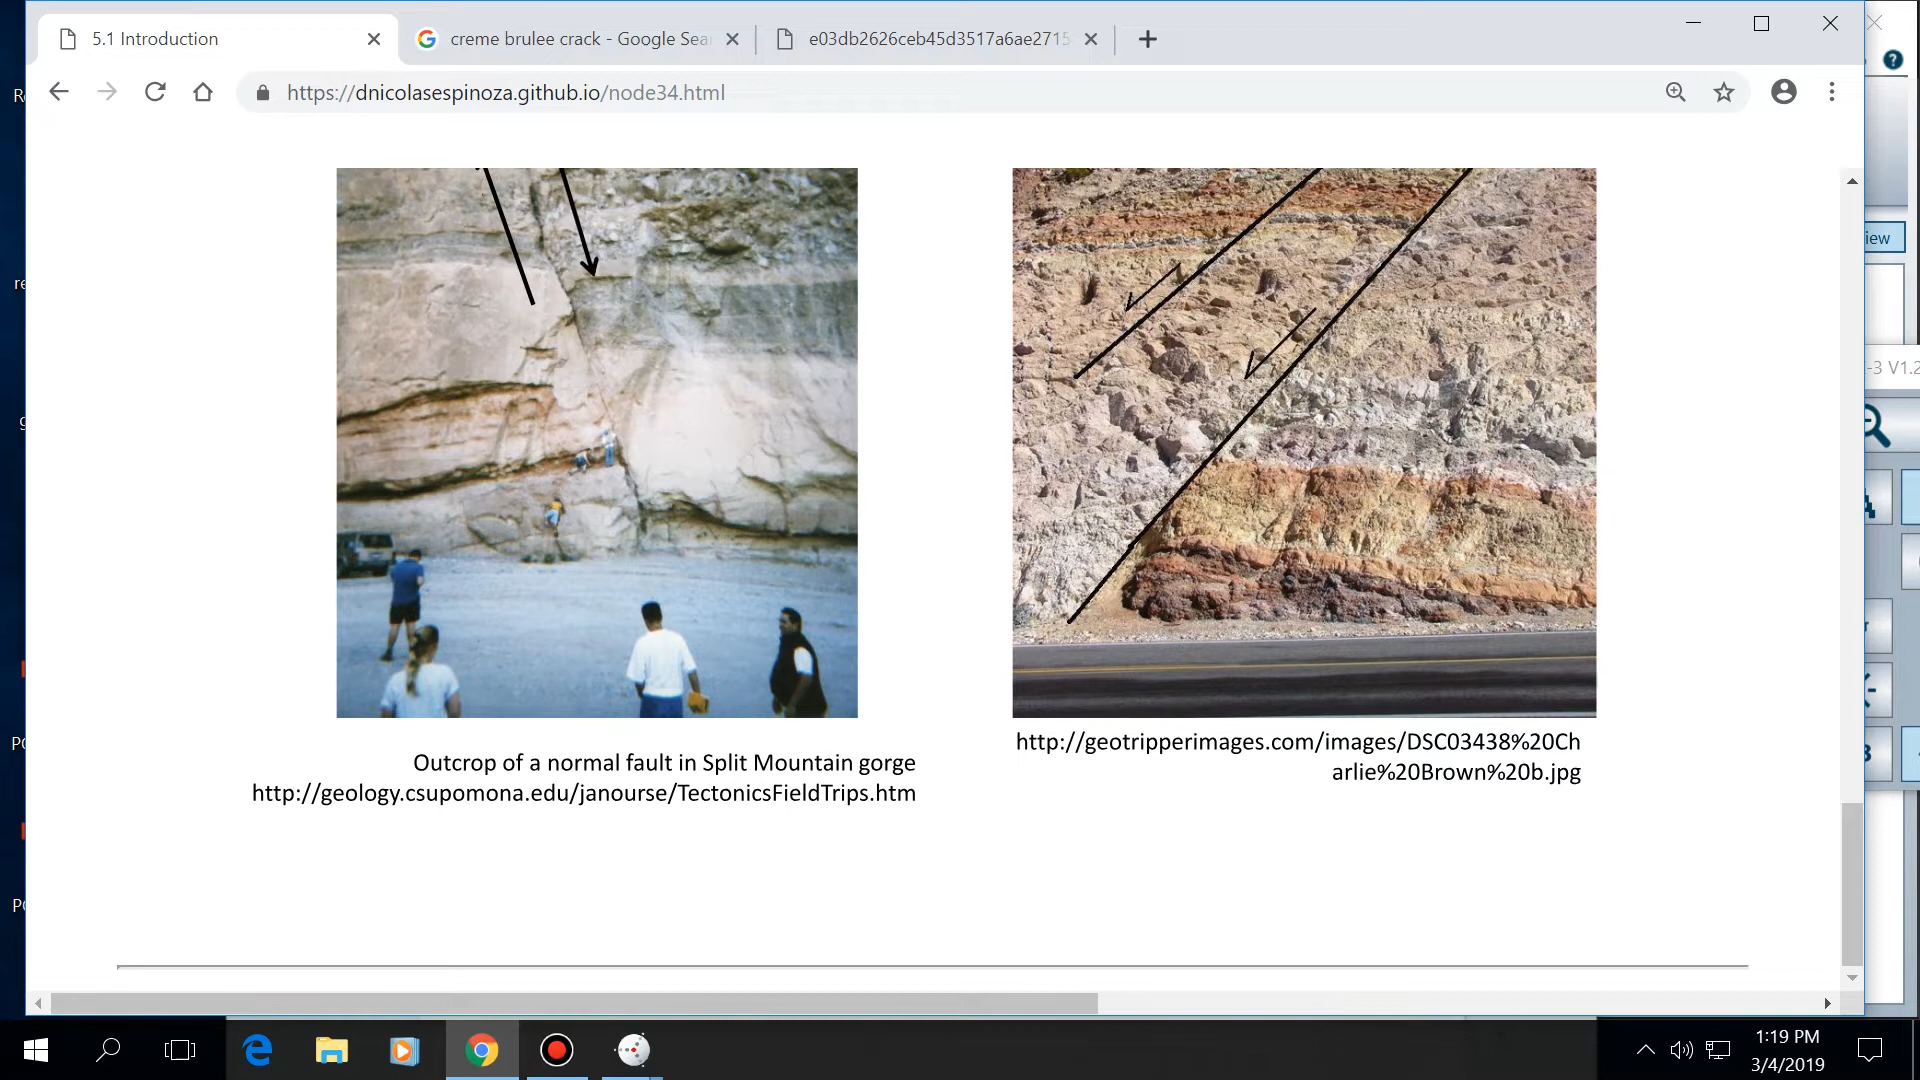 5.1 Introduction
creme brulee crack - Google Sea
e03db2626ceb45d3517a6ae2715
https://dnicolasespinoza.github.io/node34.html
iew
-3 V1.2
Outcrop of a normal fault in Split Mountain gorge
http://geology.csupomona.edu/janourse/TectonicsFieldTrips.htm
http://geotripperimages.com/images/DSC03438%20Ch
arlie%20Brown%20b.jpg
1:19 PM
3/4/2019